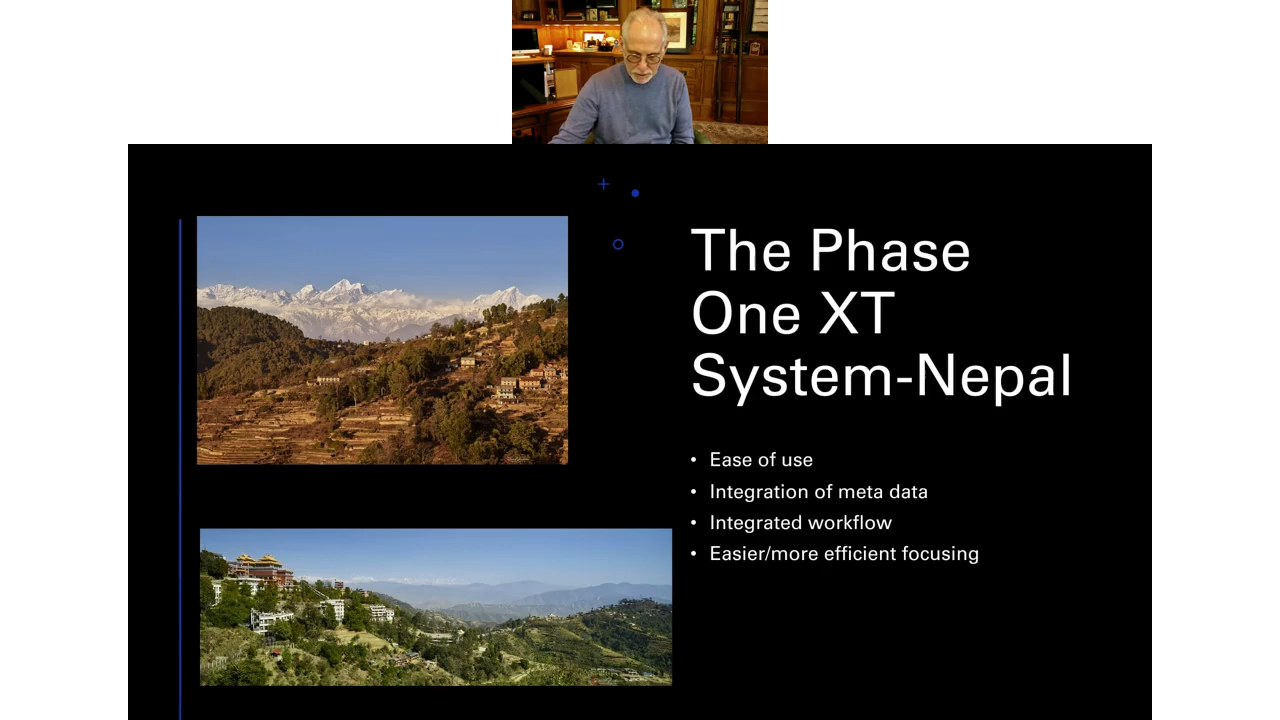 The Phase
One XT
System-Nepal
• Ease of use
• Integration of meta data
• Integrated workflow
• Easier/more efficient focusing